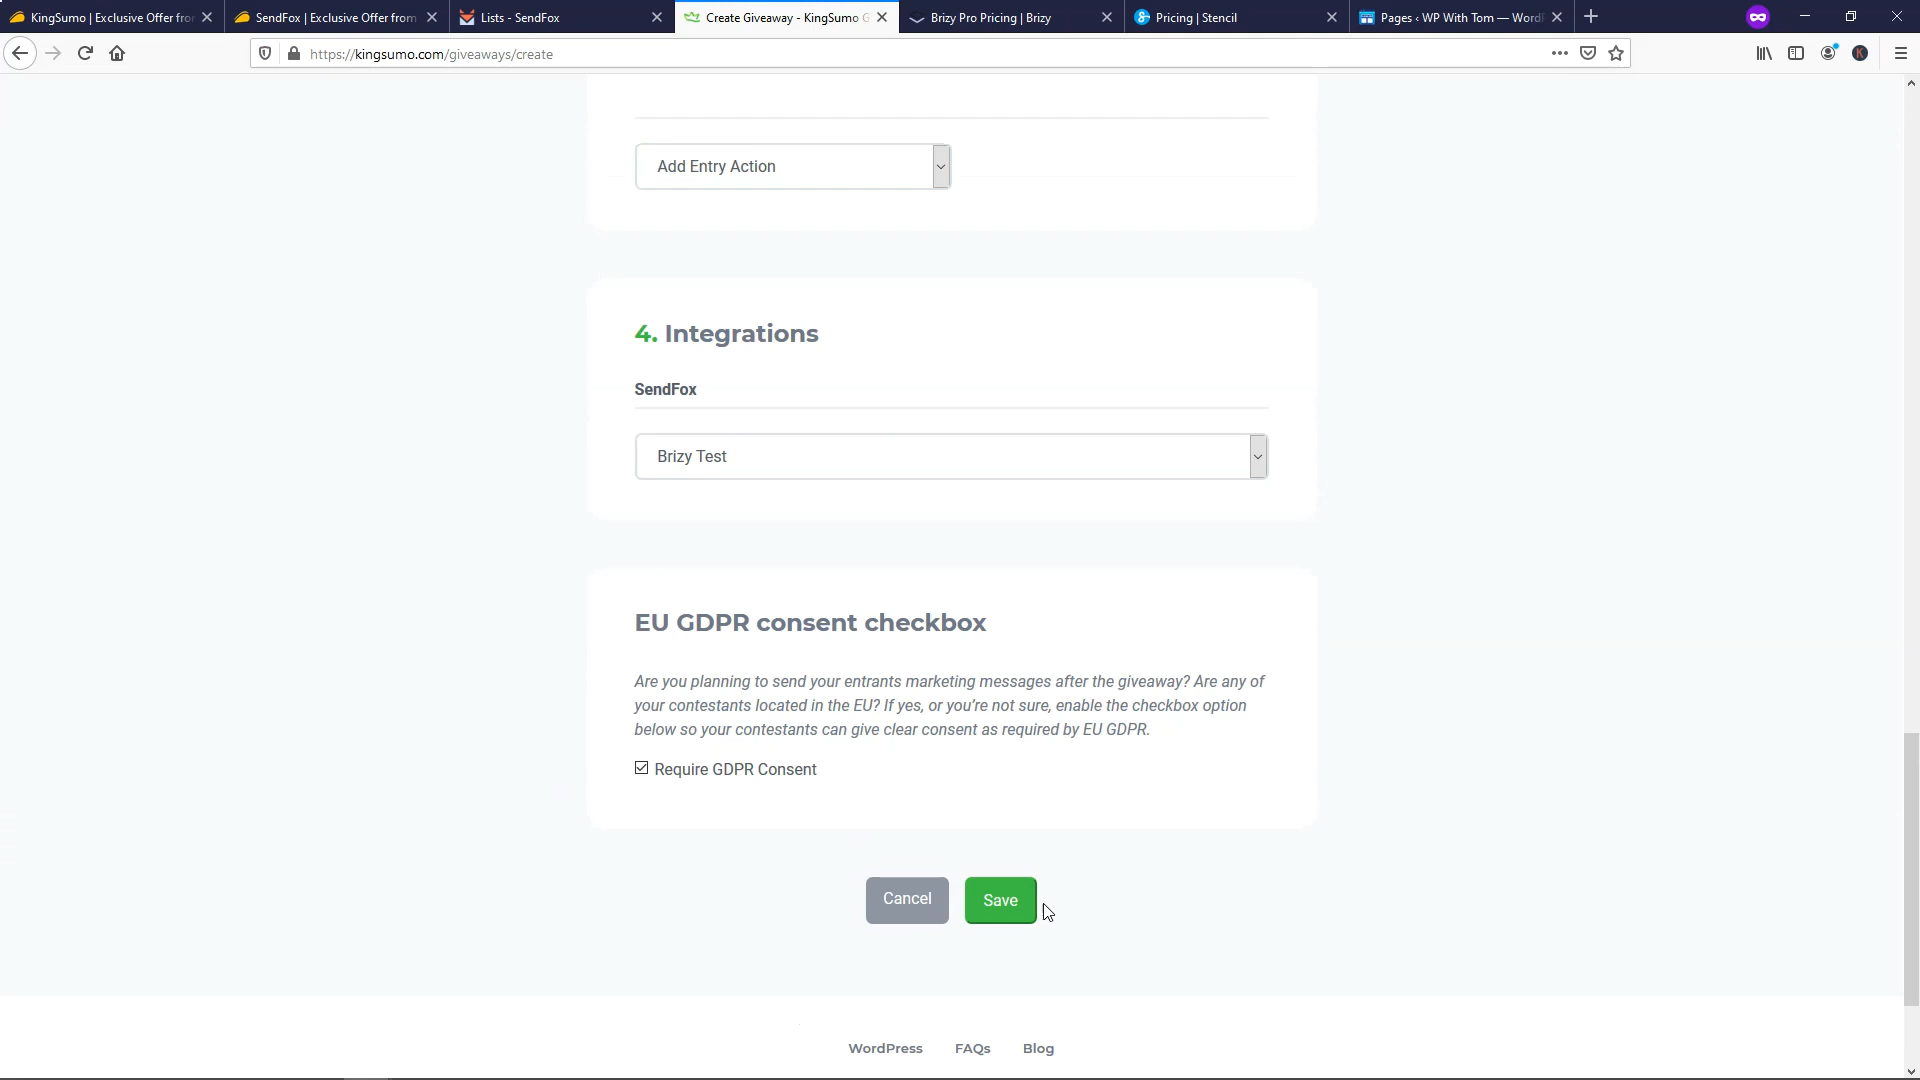 KingSumo | Exclusive Offer fro
SendFox | Exclusive Offer from
Lists - SendFox
Create Giveaway - KingSumo G
Brizy Pro Pricing | Brizy
Pricing | Stencil
Pages ‹ WP With Tom — Word
https://kingsumo.com/giveaways/create
Add Entry Action
4. Integrations
SendFox
Brizy Test
EU GDPR consent checkbox
Are you planning to send your entrants marketing messages after the giveaway? Are any of
your contestants located in the EU? If yes, or you're not sure, enable the checkbox option
below so your contestants can give clear consent as required by EU GDPR.
Require GDPR Consent
Cancel
Save
WordPress
FAQs
Blog